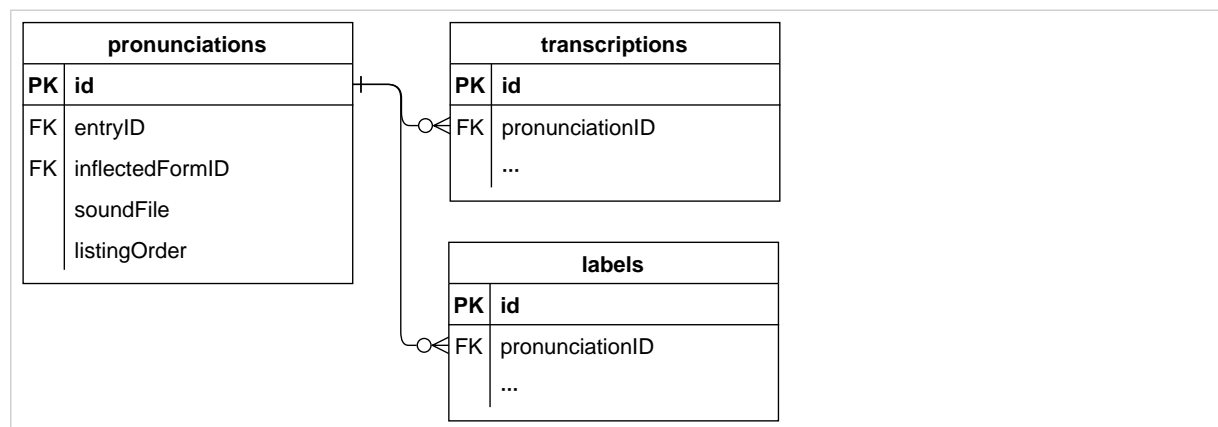 pronunciations
PK id
FK entryID
FK inflectedFormID
soundFile
listingOrder
transcriptions
PK id
FK pronunciationID
...
labels
PK id
FK pronunciationID
...